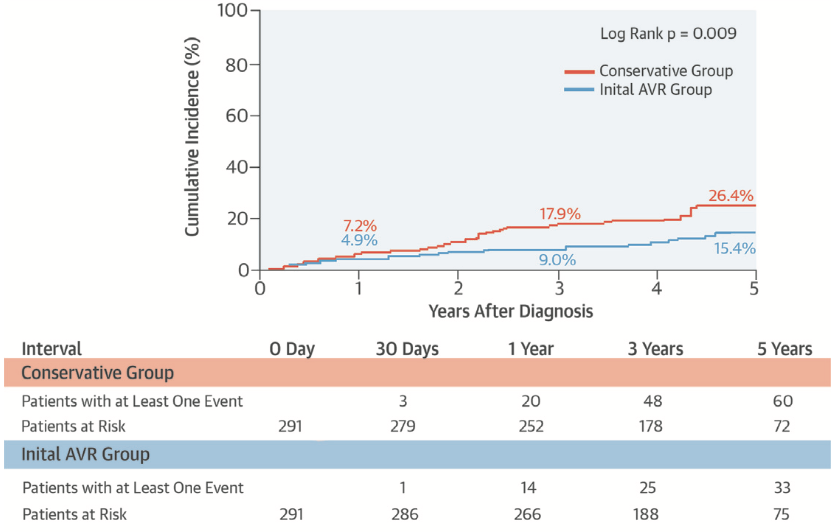 100
80
60
40
20
0
Cumulative Incidence (%)
Log Rank p = 0.009
Conservative Group
Inital AVR Group
7.2%
4.9%
17.9%
9.0%
26.4%
15.4%
0 1 2 3 4 5
Years After Diagnosis
Interval 0 Day 30 Days 1 Year 3 Years 5 Years
Conservative Group
Patients with at Least One Event 3 20 48 60
Patients at Risk 291 279 252 178 72
Inital AVR Group
Patients with at Least One Event 1 14 25 33
Patients at Risk 291 286 266 188 75